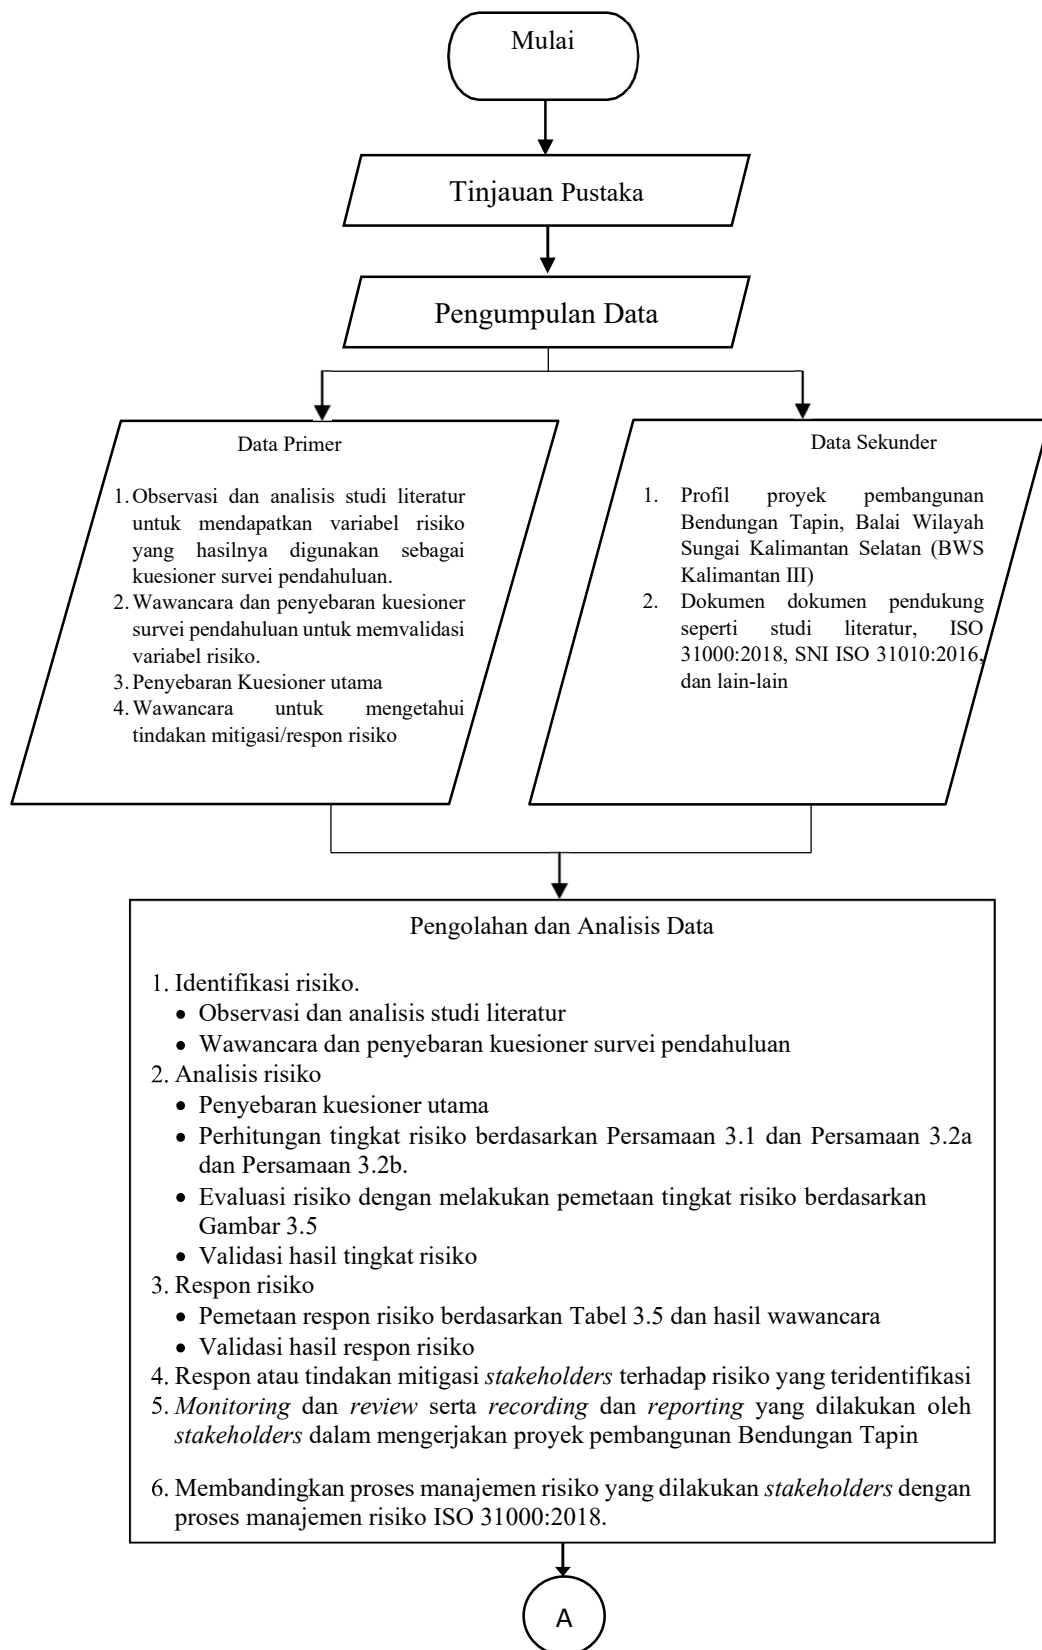 Mulai
Tinjauan Pustaka
Pengumpulan Data
Data Primer
1. Observasi dan analisis studi literatur
untuk mendapatkan variabel risiko
yang hasilnya digunakan sebagai
kuesioner survei pendahuluan.
2. Wawancara dan penyebaran kuesioner
survei pendahuluan untuk memvalidasi
variabel risiko.
3. Penyebaran Kuesioner utama
4. Wawancara untuk mengetahui
tindakan mitigasi/respon risiko
Data Sekunder
1. Profil proyek pembangunan
Bendungan Tapin, Balai Wilayah
Sungai Kalimantan Selatan (BWS
Kalimantan III)
2. Dokumen dokumen pendukung
seperti studi literatur, ISO
31000:2018, SNI ISO 31010:2016,
dan lain-lain
Pengolahan dan Analisis Data
1. Identifikasi risiko.
• Observasi dan analisis studi literatur
• Wawancara dan penyebaran kuesioner survei pendahuluan
2. Analisis risiko
• Penyebaran kuesioner utama
• Perhitungan tingkat risiko berdasarkan Persamaan 3.1 dan Persamaan 3.2a
dan Persamaan 3.2b.
• Evaluasi risiko dengan melakukan pemetaan tingkat risiko berdasarkan
Gambar 3.5
• Validasi hasil tingkat risiko
3. Respon risiko
• Pemetaan respon risiko berdasarkan Tabel 3.5 dan hasil wawancara
• Validasi hasil respon risiko
4. Respon atau tindakan mitigasi stakeholders terhadap risiko yang teridentifikasi
5. Monitoring dan review serta recording dan reporting yang dilakukan oleh
stakeholders dalam mengerjakan proyek pembangunan Bendungan Tapin
6. Membandingkan proses manajemen risiko yang dilakukan stakeholders dengan
proses manajemen risiko ISO 31000:2018.
A